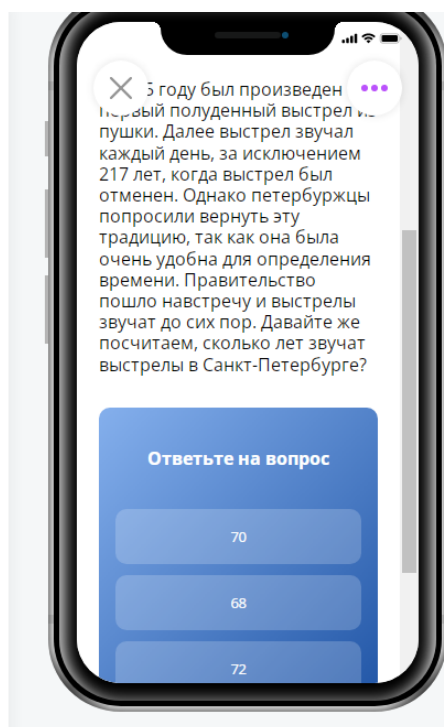 5 году был произведен
первый полуденный выстрел из
пушки. Далее выстрел звучал
каждый день, за исключением
217 лет, когда выстрел был
отменен. Однако петербуржцы
попросили вернуть эту
традицию, так как она была
очень удобна для определения
времени. Правительство
пошло навстречу и выстрелы
звучат до сих пор. Давайте же
посчитаем, сколько лет звучат
выстрелы в Санкт-Петербурге?
Ответьте на вопрос
70
68
72